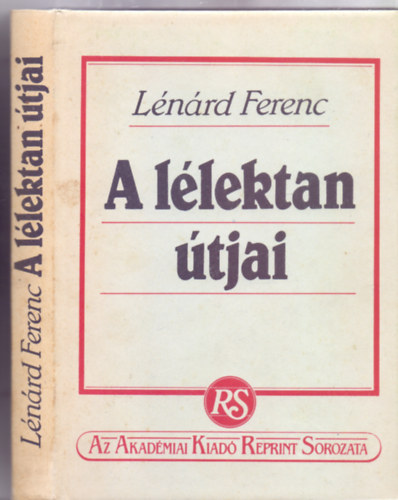 Lénárd Ferenc A lélektan útjai
Lénárd Ferenc
A lélektan
útjai
RS
Az Akadémiai Kiadó Reprint Sorozata